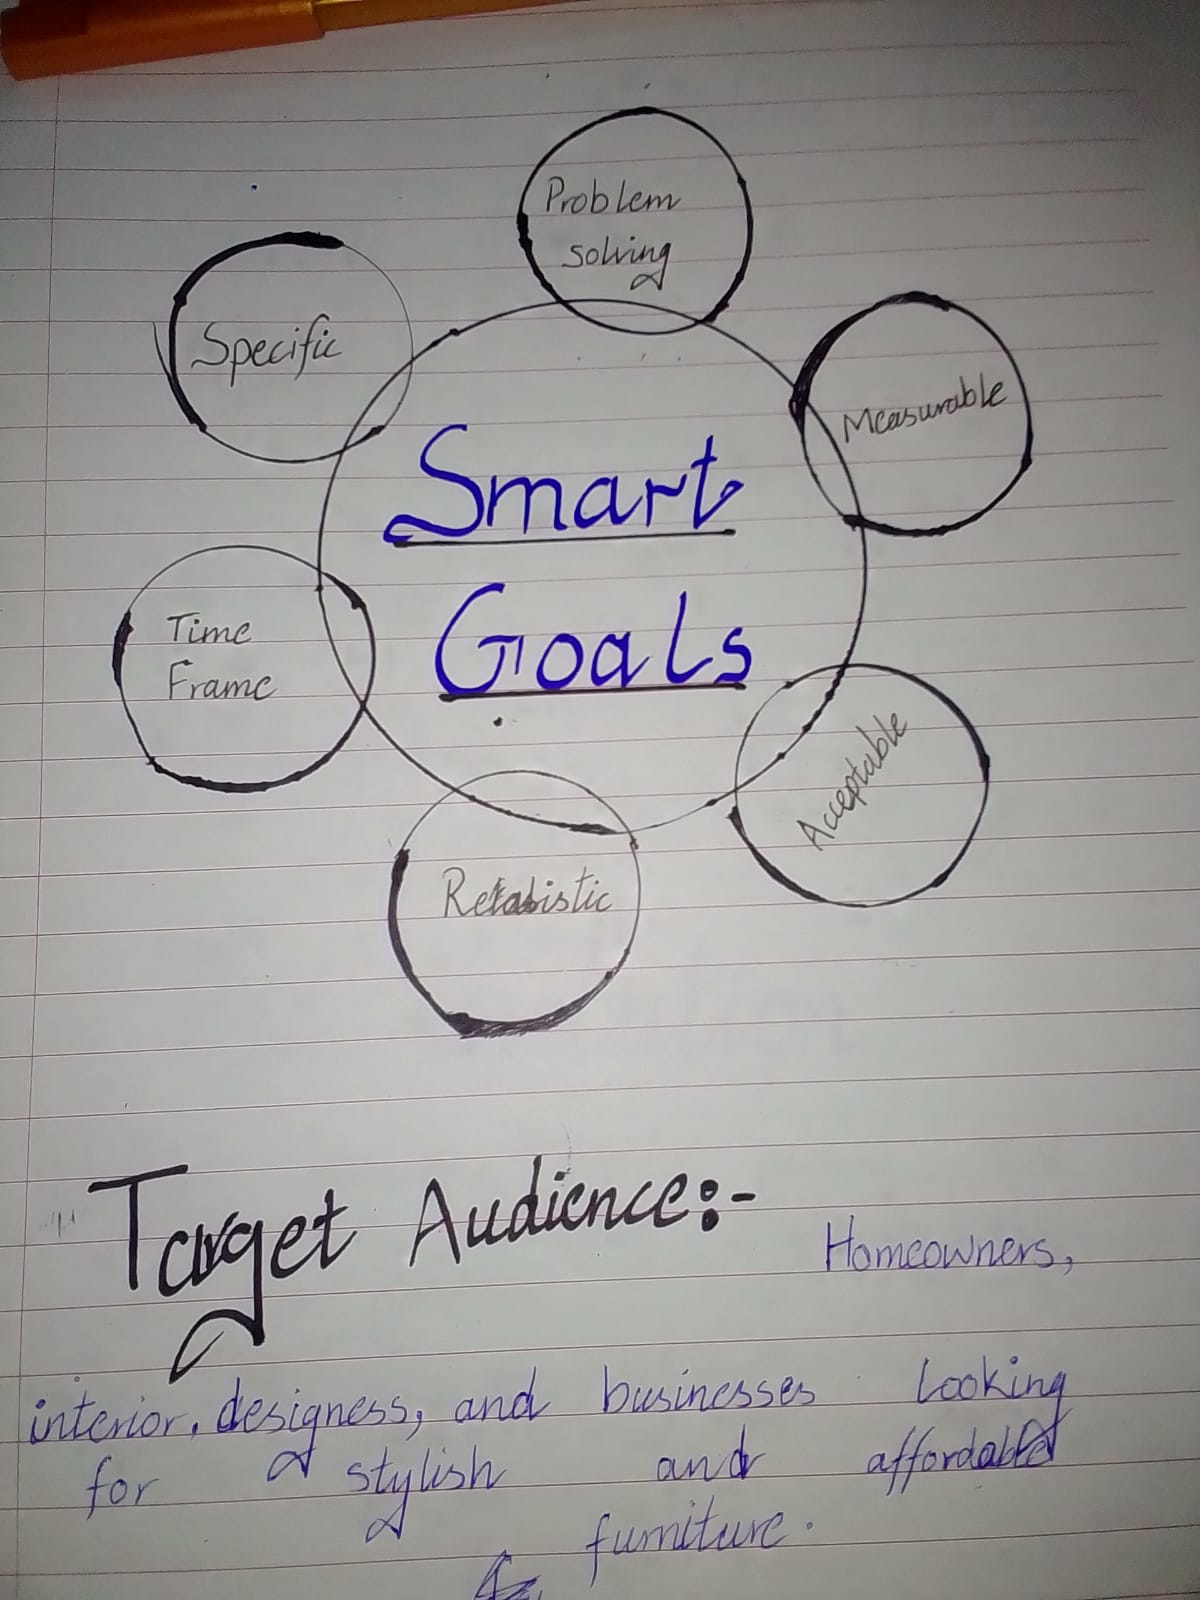 Problem
solving
Specific
Measurable
Smart
Goals
Time
Frame
Acceptable
Target Audience:-
Homeowners,
interior, designess, and businesses looking
for stylish and affordable
furniture.